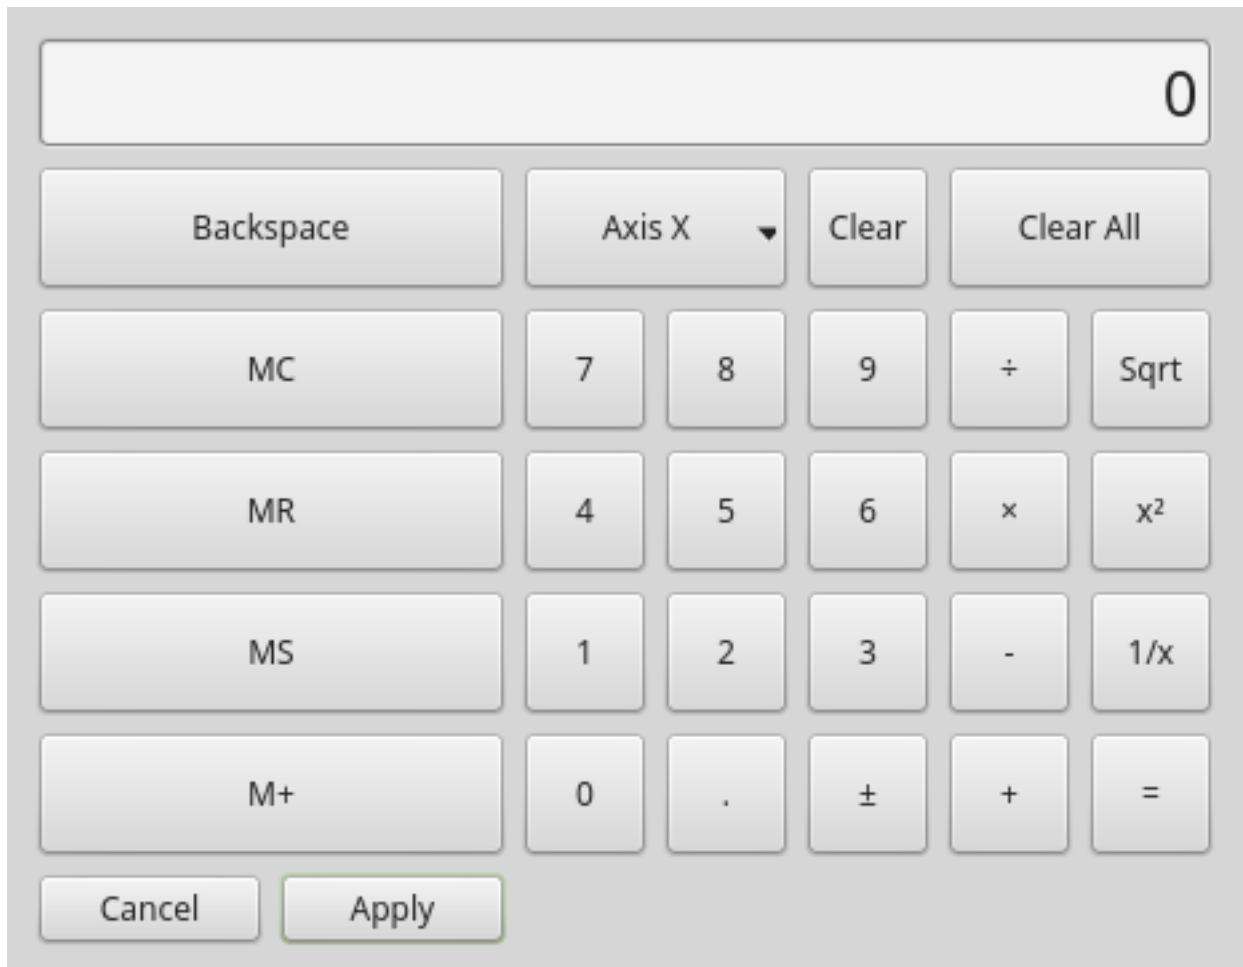 0
Backspace Axis X Clear Clear All
MC 7 8 9 ÷ Sqrt
MR 4 5 6 × x²
MS 1 2 3 - 1/x
M+ 0 . ± + =
Cancel Apply